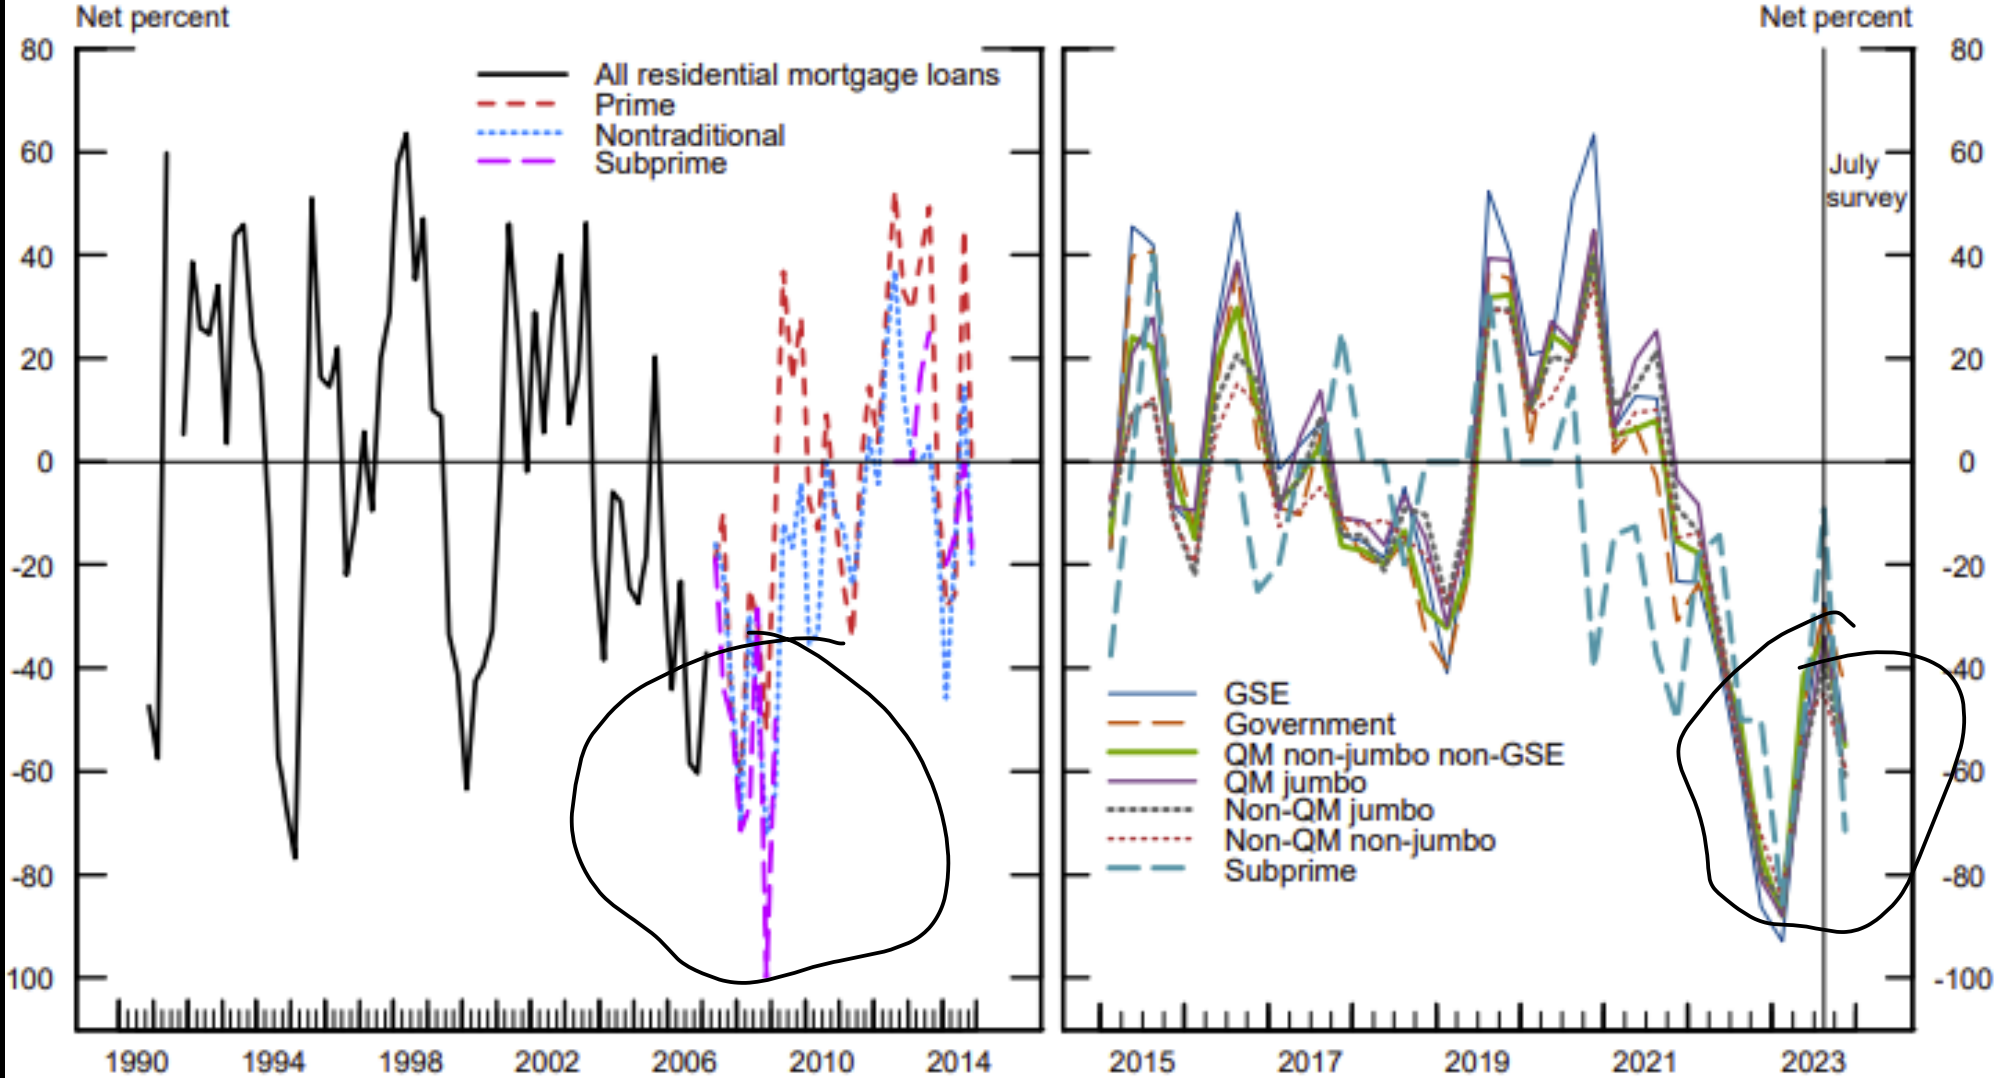 Net percent
Net percent
80
60
40
20
0
-20
-40
-60
-80
100
All residential mortgage loans
Prime
Nontraditional
Subprime
1990
1994
1998
2002
2006
2010
2014
July
survey
80
60
40
20
0
-20
-40
-60
-80
-100
GSE
Government
QM non-jumbo non-GSE
QM jumbo
Non-QM jumbo
Non-QM non-jumbo
Subprime
2015
2017
2019
2021
2023